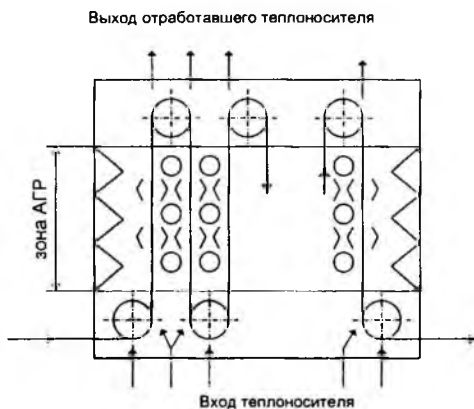 Выход отработавшего теплоносителя
зона АГР
Вход теплоносителя